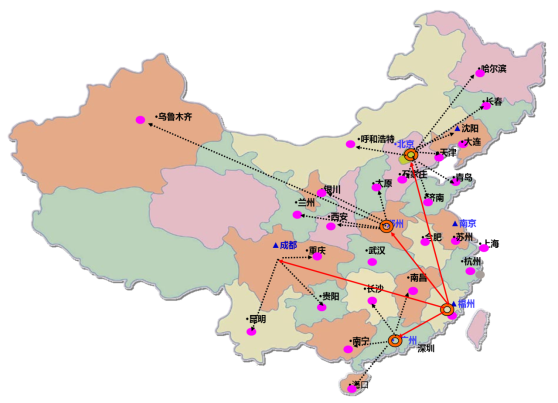 ·哈尔滨
·长春
沈阳
·大连
·北京
天津
·呼和浩特
·乌鲁木齐
·石家庄
·青岛
·太原
济南
银川
·兰州
·西安
郑州
南京
·合肥
·苏州
·上海
成都
·重庆
·武汉
·杭州
·南昌
·长沙
·贵阳
福州
·昆明
·南宁
广州
深圳
·海口